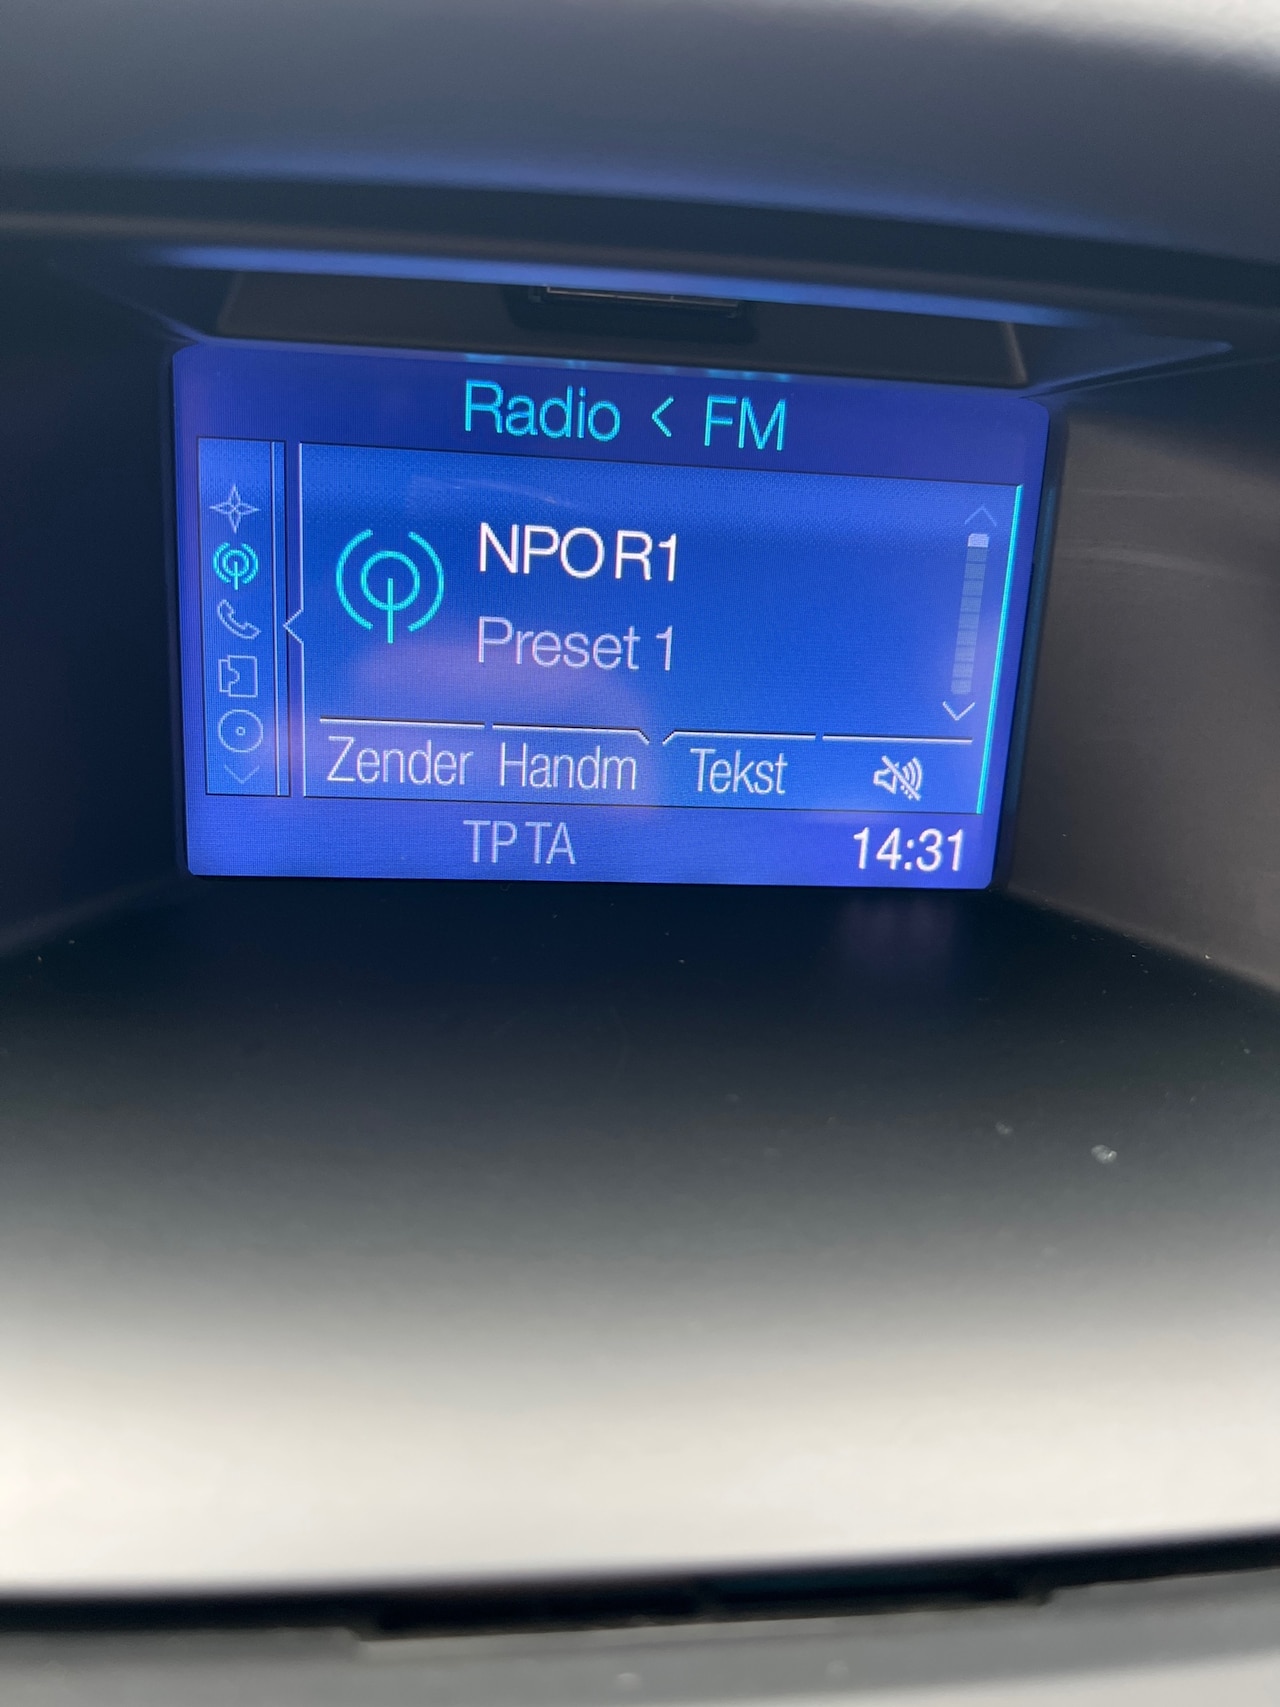 Radio < FM
NPO R1
Preset 1
Zender Handm Tekst
TP TA 14:31